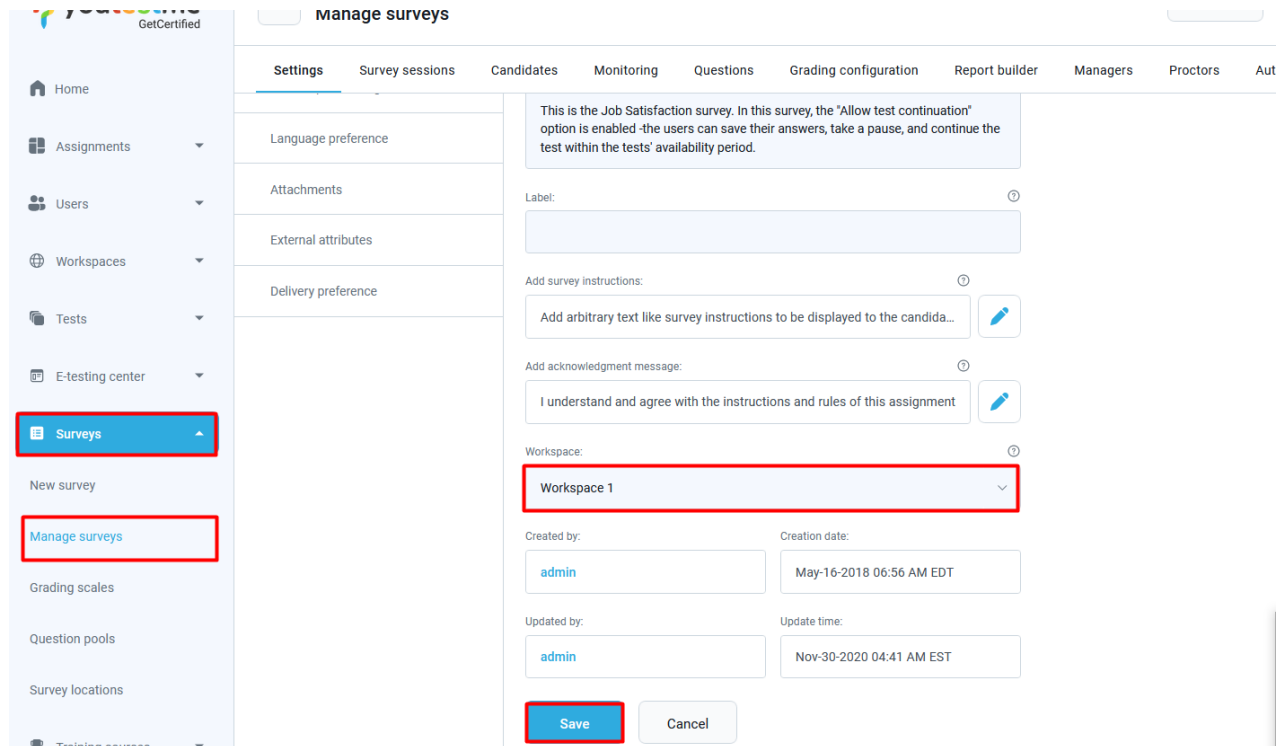 GetCertified
Manage surveys
Home
Assignments
Users
Workspaces
Tests
E-testing center
Surveys
New survey
Manage surveys
Grading scales
Question pools
Survey locations
Settings
Survey sessions
Candidates
Monitoring
Questions
Grading configuration
Report builder
Managers
Proctors
Language preference
Attachments
External attributes
Delivery preference
This is the Job Satisfaction survey. In this survey, the "Allow test continuation"
option is enabled -the users can save their answers, take a pause, and continue the
test within the tests' availability period.
Label:
Add survey instructions:
Add arbitrary text like survey instructions to be displayed to the candida...
Add acknowledgment message:
I understand and agree with the instructions and rules of this assignment
Workspace:
Workspace 1
Created by:
Creation date:
admin
May-16-2018 06:56 AM EDT
Updated by:
Update time:
admin
Nov-30-2020 04:41 AM EST
Save
Cancel